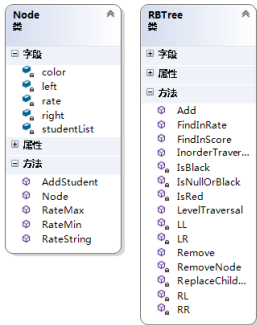 Node
类
字段
color
left
rate
right
studentList
属性
方法
AddStudent
Node
RateMax
RateMin
RateString
RBTree
类
字段
属性
方法
Add
FindInRate
FindInScore
InorderTraver...
IsBlack
IsNullOrBlack
IsRed
LevelTraversal
LL
LR
Remove
RemoveNode
ReplaceChild...
RL
RR